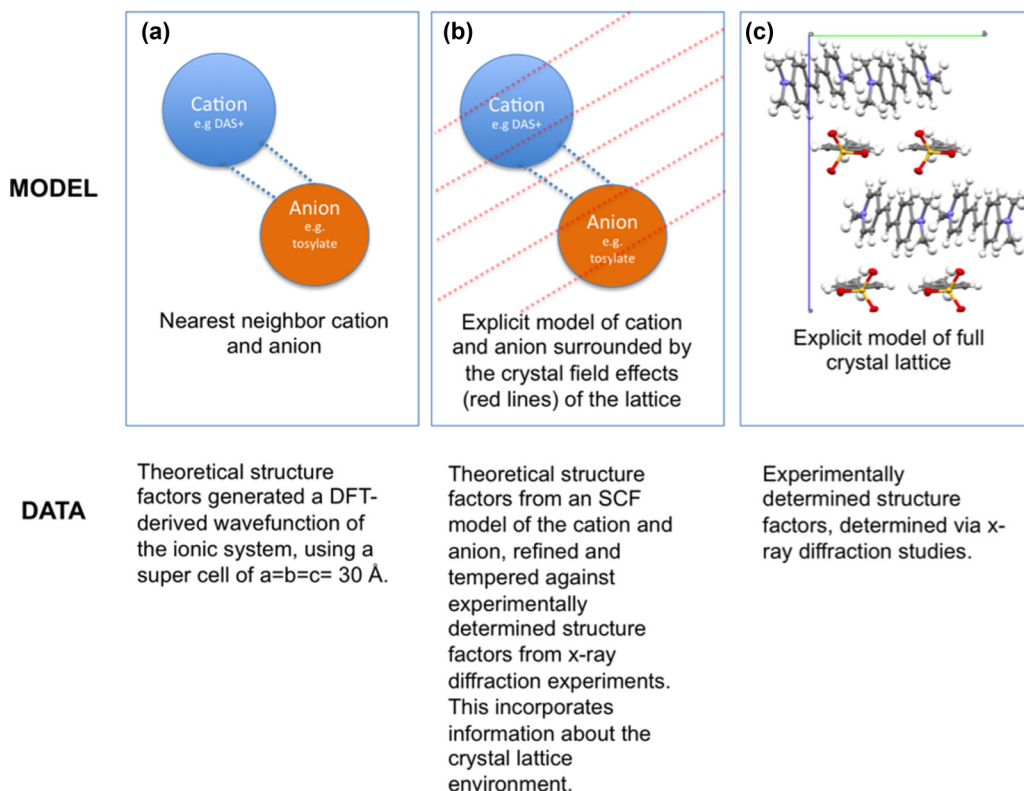 (a)
(b)
(c)
MODEL
Cation
e.g DAS+
Anion
e.g.
tosylate
Nearest neighbor cation
and anion
Cation
e.g DAS+
Anion
e.g.
tosylate
Explicit model of cation
and anion surrounded by
the crystal field effects
(red lines) of the lattice
Explicit model of full
crystal lattice
DATA
Theoretical structure
factors generated a DFT-
derived wavefunction of
the ionic system, using a
super cell of a=b=c= 30 Å.
Theoretical structure
factors from an SCF
model of the cation and
anion, refined and
tempered against
experimentally
determined structure
factors from x-ray
diffraction experiments.
This incorporates
information about the
crystal lattice
environment.
Experimentally
determined structure
factors, determined via x-
ray diffraction studies.